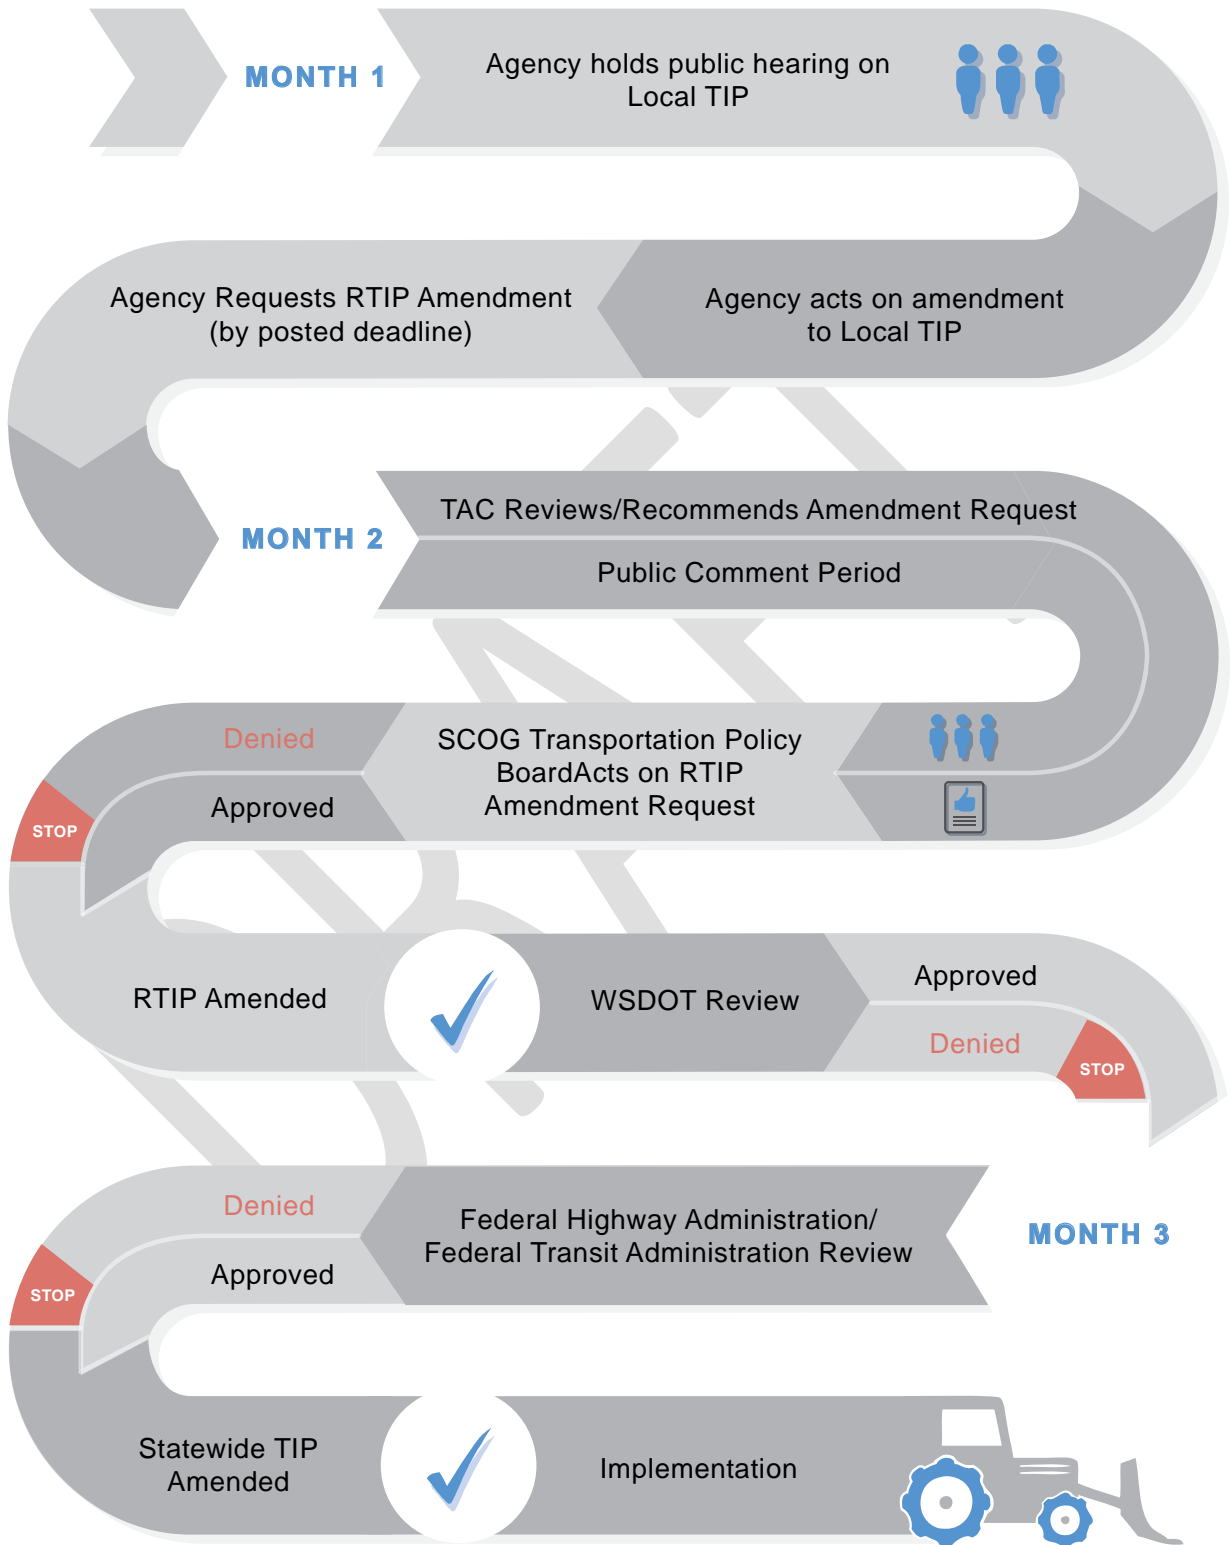 MONTH 1
Agency holds public hearing on
Local TIP
Agency acts on amendment
to Local TIP
Agency Requests RTIP Amendment
(by posted deadline)
MONTH 2
TAC Reviews/Recommends Amendment Request
Public Comment Period
SCOG Transportation Policy
BoardActs on RTIP
Amendment Request
Denied
Approved
STOP
RTIP Amended
WSDOT Review
Approved
Denied
STOP
MONTH 3
Federal Highway Administration/
Federal Transit Administration Review
Denied
Approved
STOP
Statewide TIP
Amended
Implementation
DRAFT